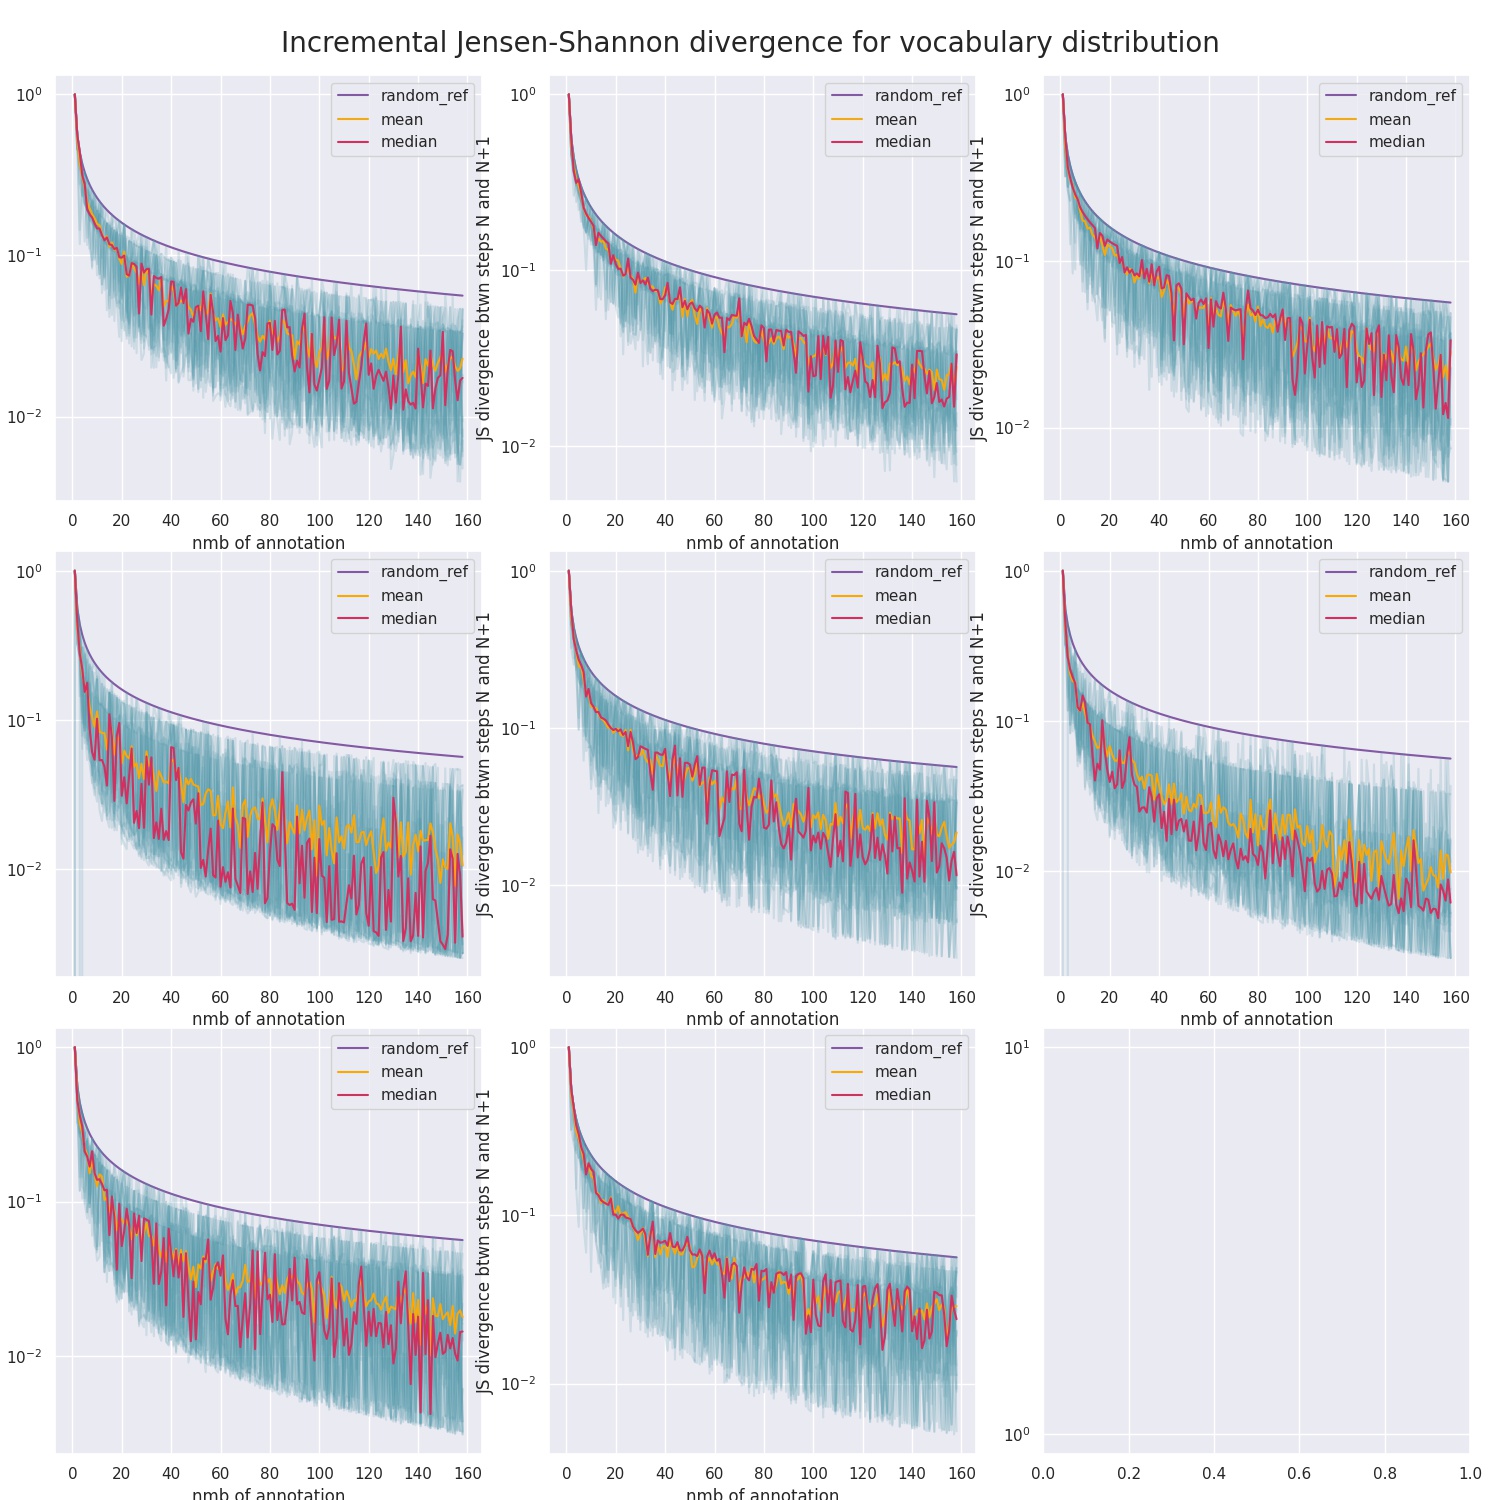 Incremental Jensen-Shannon divergence for vocabulary distribution
10^0
10^-1
10^-2
random_ref
mean
median
0 20 40 60 80 100 120 140 160
nmb of annotation
JS divergence btwn steps N and N+1
10^0
10^-1
10^-2
random_ref
mean
median
0 20 40 60 80 100 120 140 160
nmb of annotation
JS divergence btwn steps N and N+1
10^0
10^-1
10^-2
random_ref
mean
median
0 20 40 60 80 100 120 140 160
nmb of annotation
10^0
10^-1
10^-2
random_ref
mean
median
0 20 40 60 80 100 120 140 160
nmb of annotation
JS divergence btwn steps N and N+1
10^0
10^-1
10^-2
random_ref
mean
median
0 20 40 60 80 100 120 140 160
nmb of annotation
JS divergence btwn steps N and N+1
10^0
10^-1
10^-2
random_ref
mean
median
0 20 40 60 80 100 120 140 160
nmb of annotation
10^0
10^-1
10^-2
random_ref
mean
median
0 20 40 60 80 100 120 140 160
nmb of annotation
JS divergence btwn steps N and N+1
10^0
10^-1
10^-2
random_ref
mean
median
0 20 40 60 80 100 120 140 160
nmb of annotation
10^1
10^0
0.0 0.2 0.4 0.6 0.8 1.0